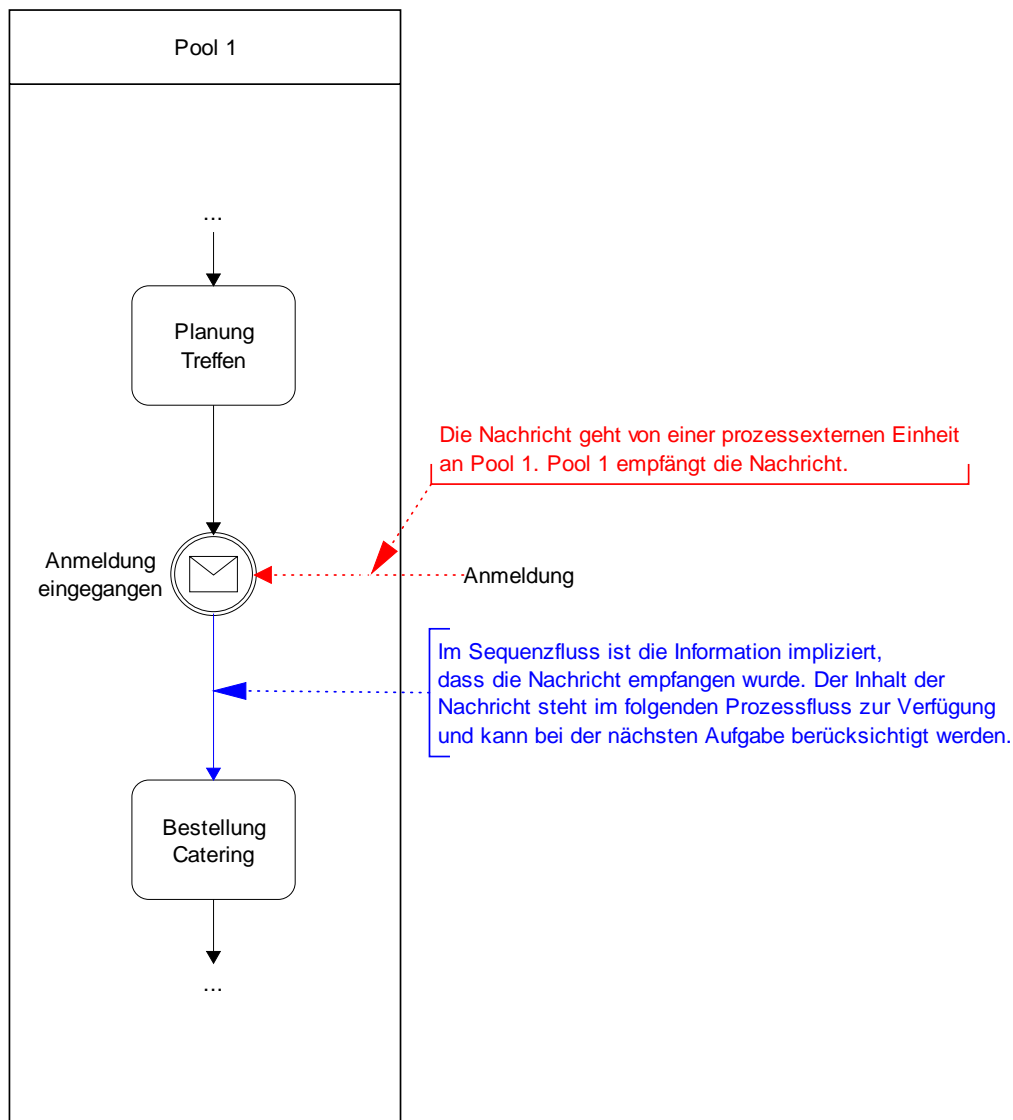 Pool 1
...
Planung
Treffen
Die Nachricht geht von einer prozessexternen Einheit
an Pool 1. Pool 1 empfängt die Nachricht.
Anmeldung
eingegangen
Anmeldung
Im Sequenzfluss ist die Information impliziert,
dass die Nachricht empfangen wurde. Der Inhalt der
Nachricht steht im folgenden Prozessfluss zur Verfügung
und kann bei der nächsten Aufgabe berücksichtigt werden.
Bestellung
Catering
...